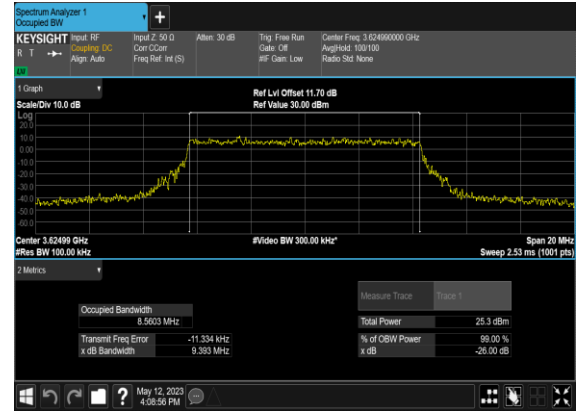 Spectrum Analyzer 1
Occupied BW
+
KEYSIGHT Input: RF Input Z: 50 Ω Atten: 30 dB Trig: Free Run Center Freq: 3.624990000 GHz
R T Coupling: DC Corr CCorr Gate: Off Avg|Hold: 100/100
Align: Auto Freq Ref: Int (S) #IF Gain: Low Radio Std: None
LW
1 Graph
Ref Lvl Offset 11.70 dB
Scale/Div 10.0 dB Ref Value 30.00 dBm
Log
20.0
10.0
0.00
-10.0
-20.0
-30.0
-40.0
-50.0
-60.0
Center 3.62499 GHz #Video BW 300.00 kHz* Span 20 MHz
#Res BW 100.00 kHz Sweep 2.53 ms (1001 pts)
2 Metrics
Measure Trace Trace 1
Occupied Bandwidth
8.5603 MHz Total Power 25.3 dBm
Transmit Freq Error -11.334 kHz % of OBW Power 99.00 %
x dB Bandwidth 9.393 MHz x dB -26.00 dB
? May 12, 2023
4:08:56 PM